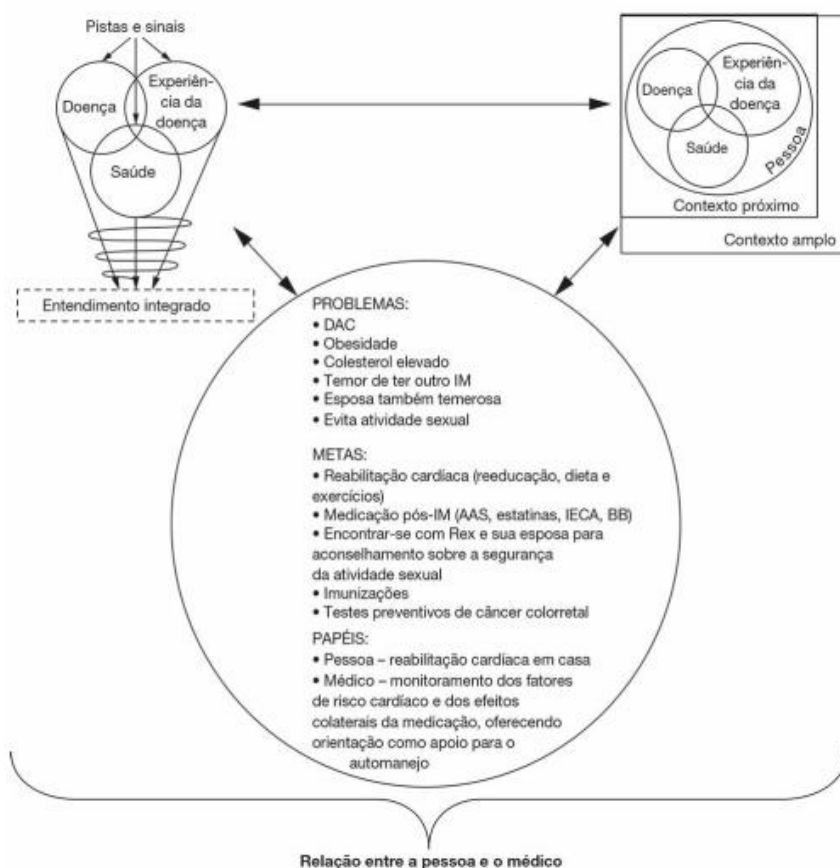 Pistas e sinais
Doença
Experiên-
cia da
doença
Saúde
Entendimento integrado
Doença
Experiência
da doença
Saúde
Pessoa
Contexto próximo
Contexto amplo
PROBLEMAS:
• DAC
• Obesidade
• Colesterol elevado
• Temor de ter outro IM
• Esposa também temerosa
• Evita atividade sexual
METAS:
• Reabilitação cardíaca (reeducação, dieta e
exercícios)
• Medicação pós-IM (AAS, estatinas, IECA, BB)
• Encontrar-se com Rex e sua esposa para
aconselhamento sobre a segurança
da atividade sexual
• Imunizações
• Testes preventivos de câncer colorretal
PAPÉIS:
• Pessoa – reabilitação cardíaca em casa
• Médico – monitoramento dos fatores
de risco cardíaco e dos efeitos
colaterais da medicação, oferecendo
orientação como apoio para o
automanejo
Relação entre a pessoa e o médico